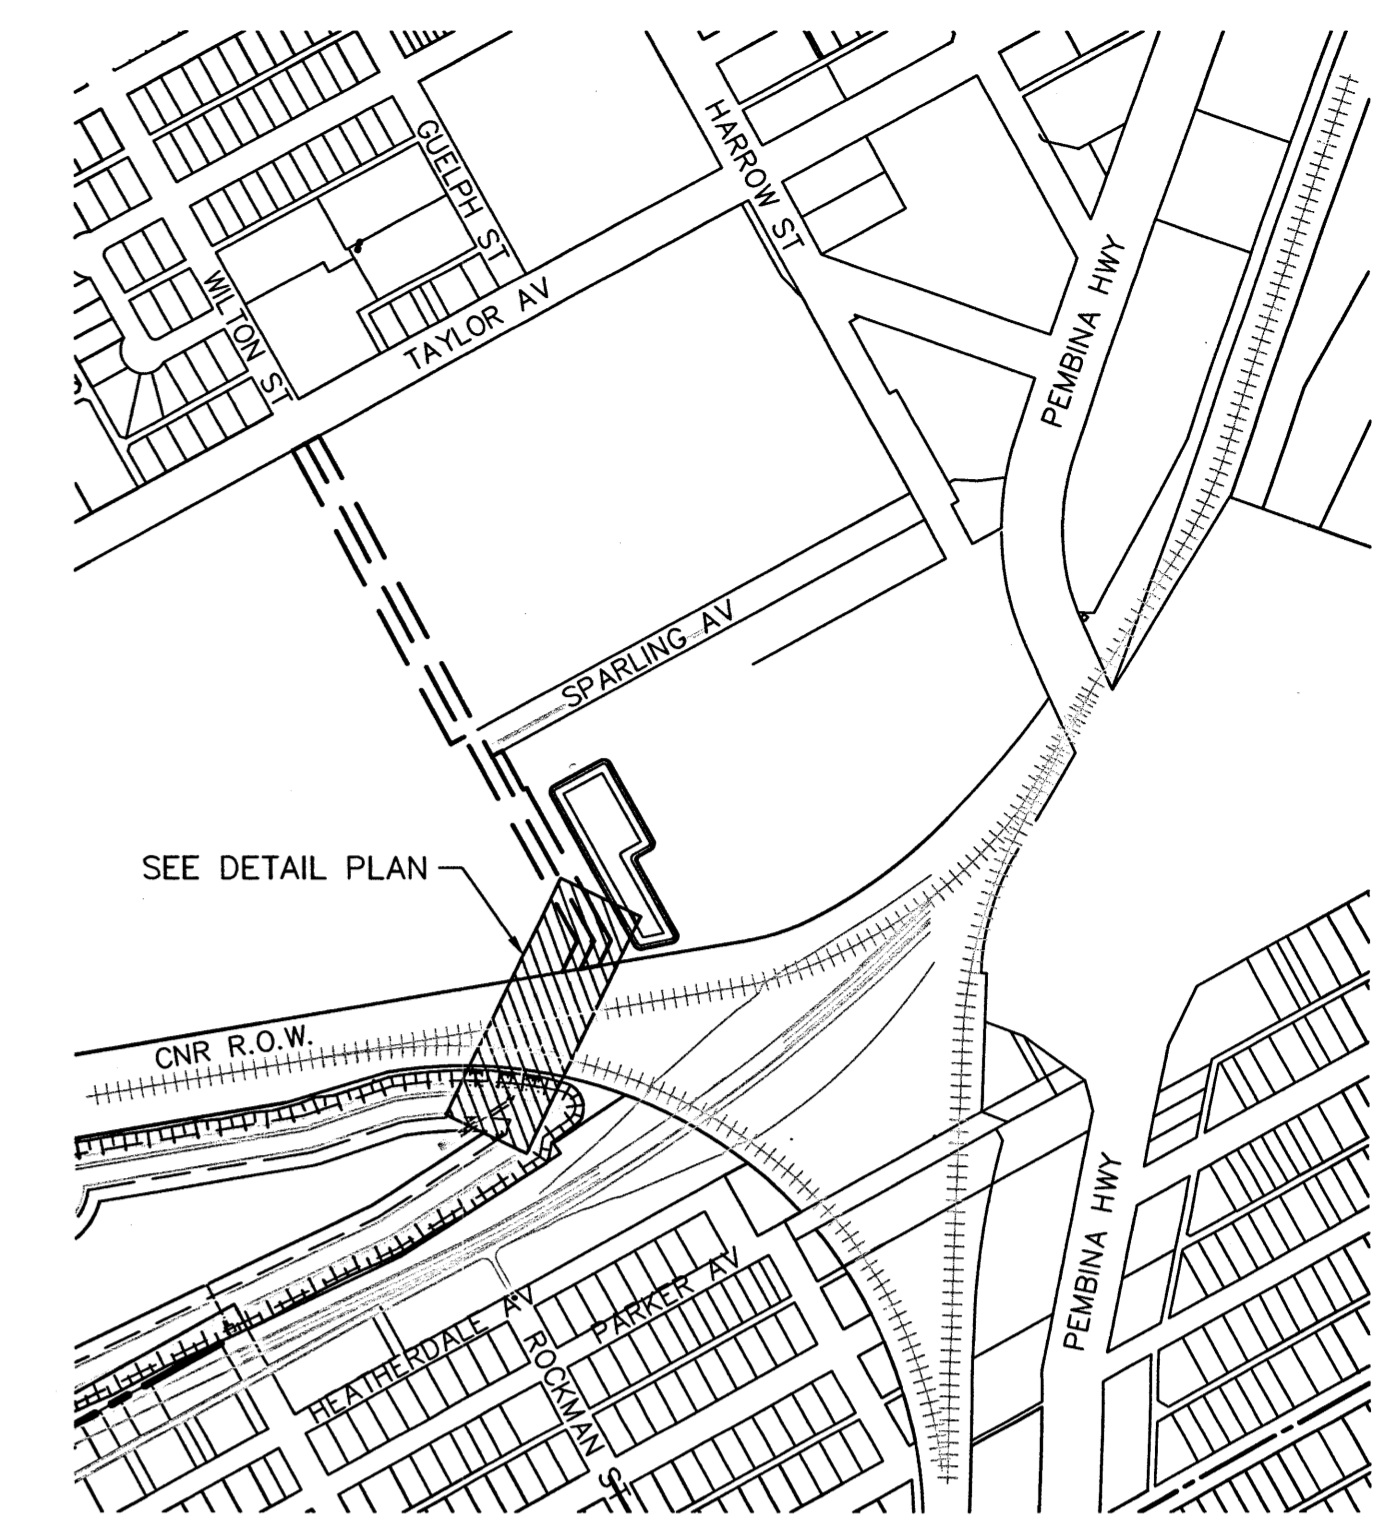 HARROW ST
GUELPH ST
WILTON ST
TAYLOR AV
PEMBINA HWY
SPARLING AV
SEE DETAIL PLAN
CNR R.O.W.
PEMBINA HWY
PARKER AV
HEATHERDALE AV
ROCKMAN ST